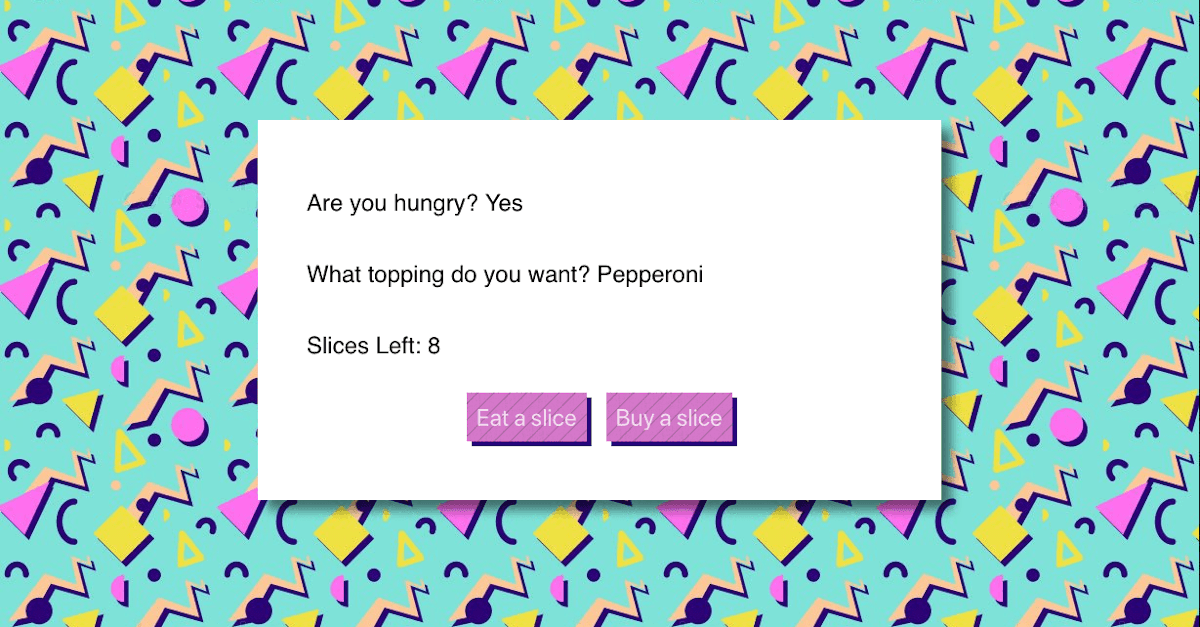 Are you hungry? Yes
What topping do you want? Pepperoni
Slices Left: 8
Eat a slice Buy a slice